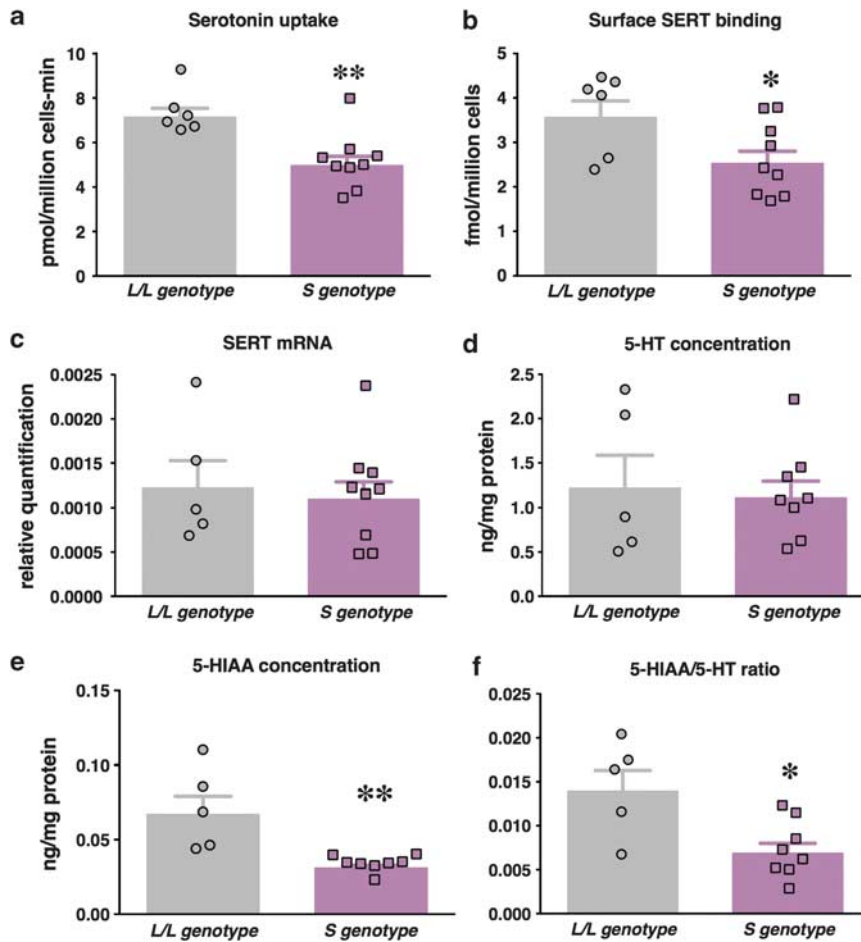 a
Serotonin uptake
pmol/million cells-min
10
8
6
4
2
0
**
L/L genotype
S genotype
b
Surface SERT binding
fmol/million cells
5
4
3
2
1
0
*
L/L genotype
S genotype
c
SERT mRNA
relative quantification
0.0025
0.0020
0.0015
0.0010
0.0005
0.0000
L/L genotype
S genotype
d
5-HT concentration
ng/mg protein
2.5
2.0
1.5
1.0
0.5
0.0
L/L genotype
S genotype
e
5-HIAA concentration
ng/mg protein
0.15
0.10
0.05
0.00
**
L/L genotype
S genotype
f
5-HIAA/5-HT ratio
0.025
0.020
0.015
0.010
0.005
0.000
*
L/L genotype
S genotype